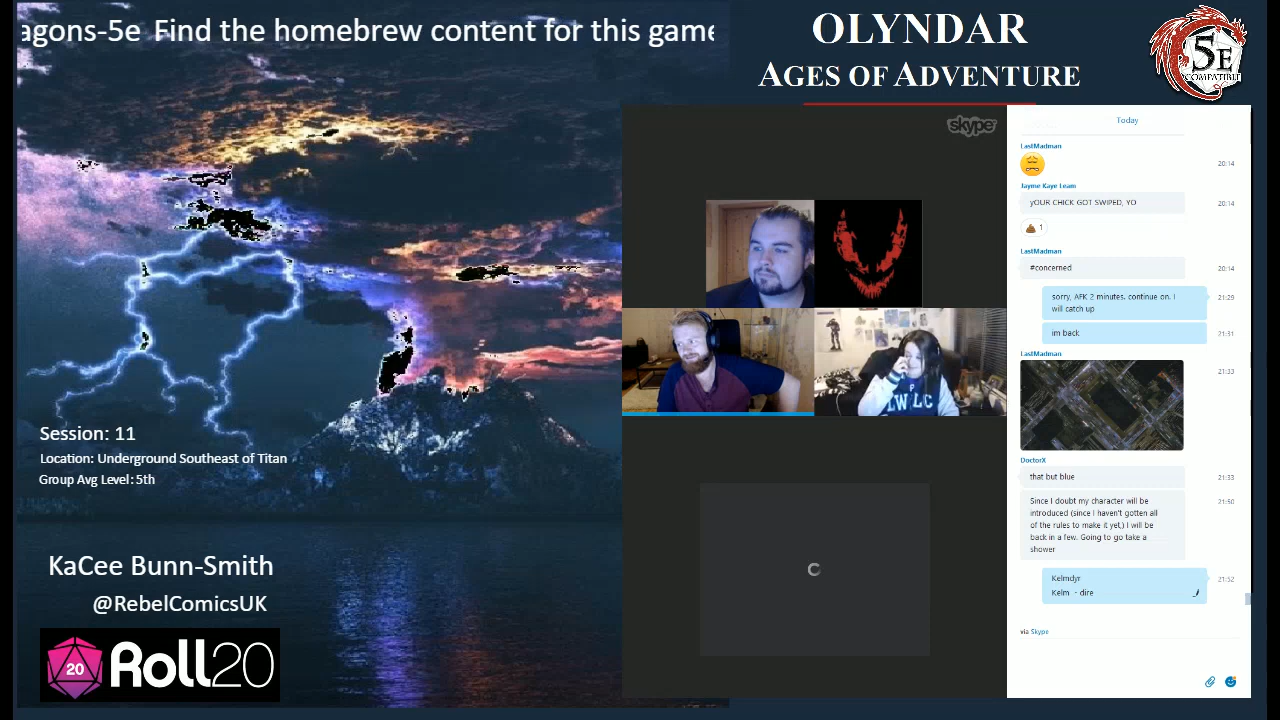 agons-5e Find the homebrew content for this game
OLYNDAR
AGES OF ADVENTURE
5E
COMPATIBLE
skype
Today
LastMadman
20:14
Jayme Kaye Leam
yOUR CHICK GOT SWIPED, YO
20:14
1
LastMadman
#concerned
20:14
sorry, AFK 2 minutes. continue on. I
will catch up
21:29
im back
21:31
LastMadman
21:33
DoctorX
that but blue
21:33
Since I doubt my character will be
introduced (since I haven't gotten all
of the rules to make it yet,) I will be
back in a few. Going to go take a
shower
21:50
Kelmdyr
Kelm - dire
21:52
via Skype
LWLC
Session: 11
Location: Underground Southeast of Titan
Group Avg Level: 5th
KaCee Bunn-Smith
@RebelComicsUK
20
Roll20